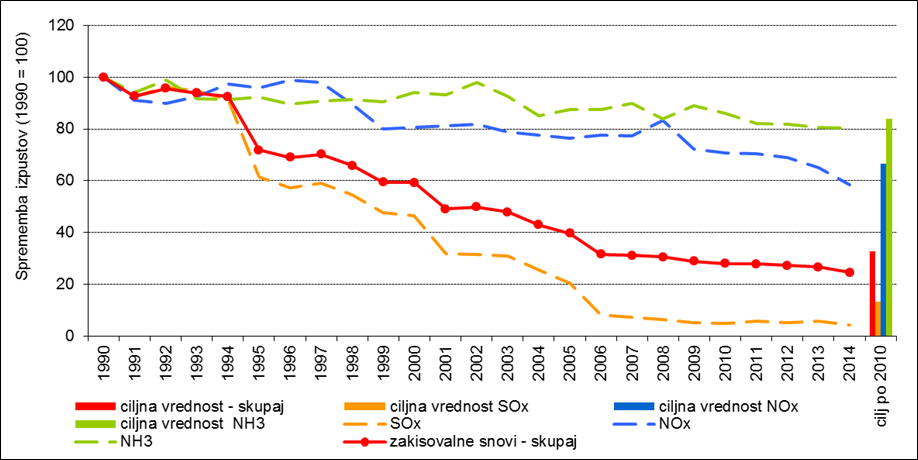 Sprememba izpustov (1990 = 100)
120
100
80
60
40
20
0
1990 1991 1992 1993 1994 1995 1996 1997 1998 1999 2000 2001 2002 2003 2004 2005 2006 2007 2008 2009 2010 2011 2012 2013 2014 cilj po 2010
ciljna vrednost - skupaj ciljna vrednost SOx ciljna vrednost NOx
ciljna vrednost NH3 SOx NOx
NH3 zakisovalne snovi - skupaj